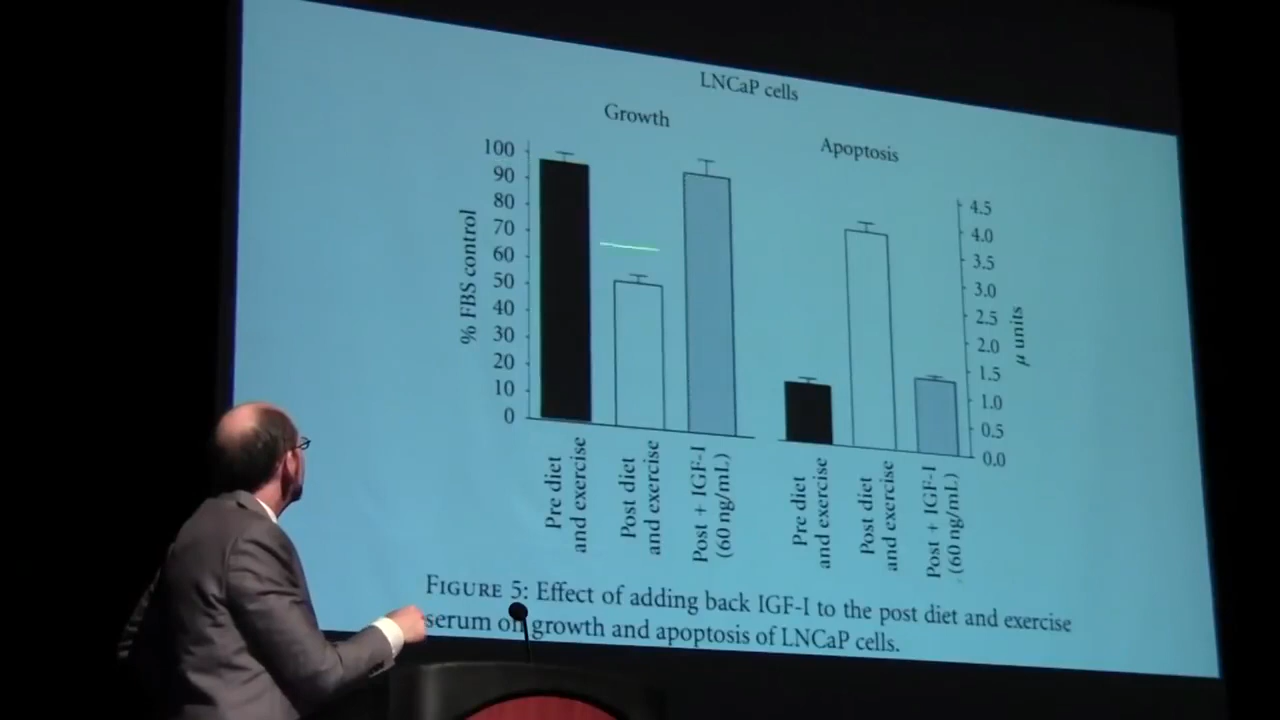 LNCaP cells
Growth
Apoptosis
% FBS control
100
90
80
70
60
50
40
30
20
10
0
Pre diet
and exercise
Post diet
and exercise
Post + IGF-I
(60 ng/mL)
4.5
4.0
3.5
3.0
2.5
2.0
1.5
1.0
0.5
0.0
μ units
Pre diet
and exercise
Post diet
and exercise
Post + IGF-I
(60 ng/mL)
FIGURE 5: Effect of adding back IGF-I to the post diet and exercise
serum on growth and apoptosis of LNCaP cells.